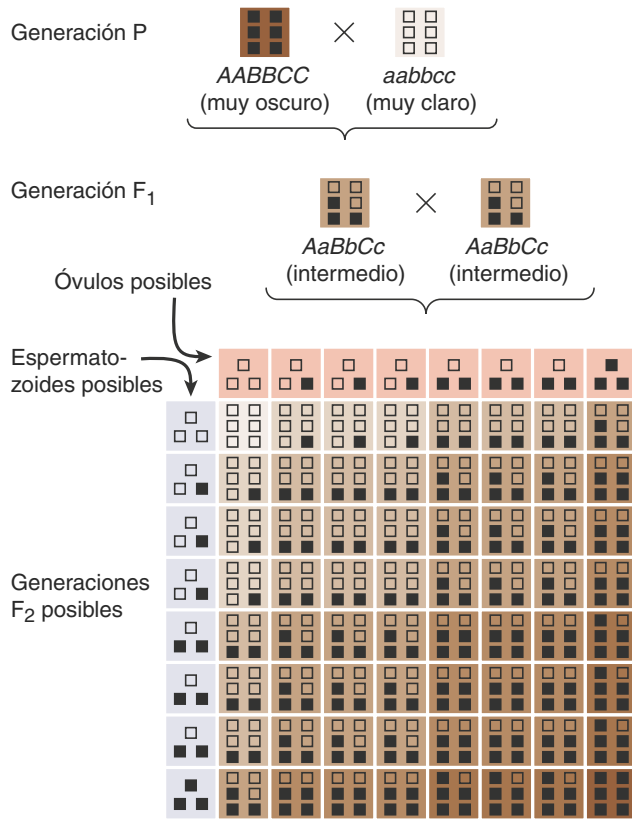 Generación P
×
AABBCC
aabbcc
(muy oscuro)
(muy claro)
Generación F1
×
AaBbCc
AaBbCc
(intermedio)
(intermedio)
Óvulos posibles
Espermato-
zoides posibles
Generaciones
F2 posibles